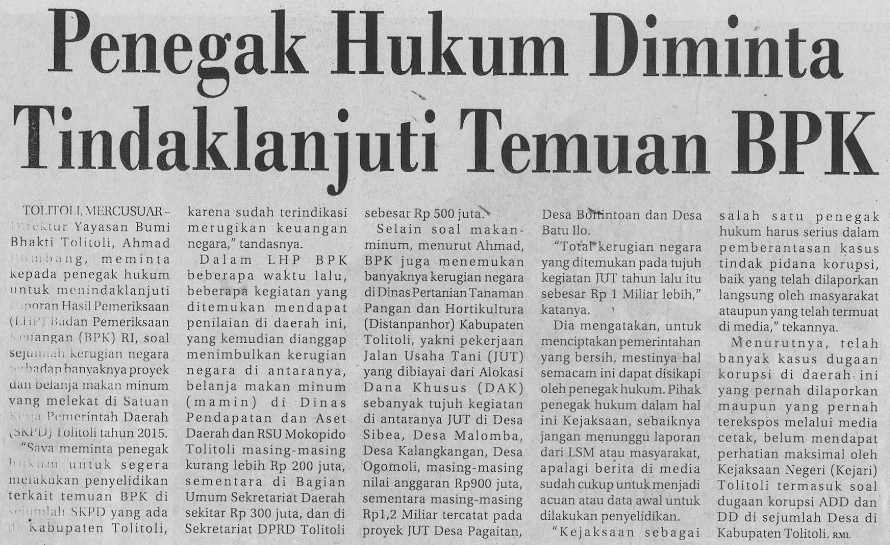 Penegak Hukum Diminta
Tindaklanjuti Temuan BPK
TOLITOLI, MERCUSUAR –
Direktur Yayasan Bumi
Bhakti Tolitoli, Ahmad
meminta
kepada penegak hukum
untuk menindaklanjuti
Laporan Hasil Pemeriksaan
(LHP) Badan Pemeriksaan
Keuangan (BPK) RI, soal
sejumlah kerugian negara
terhadap banyaknya proyek
dan belanja makan minum
yang melekat di Satuan
Kerja Pemerintah Daerah
(SKPD) Tolitoli tahun 2015.
"Saya meminta penegak
hukum untuk segera
melakukan penyelidikan
terkait temuan BPK di
sejumlah SKPD yang ada
di Kabupaten Tolitoli,
karena sudah terindikasi
merugikan keuangan
negara," tandasnya.
Dalam LHP BPK
beberapa waktu lalu,
beberapa kegiatan yang
ditemukan mendapat
penilaian di daerah ini,
yang kemudian dianggap
menimbulkan kerugian
negara di antaranya,
belanja makan minum
(mamin) di Dinas
Pendapatan dan Aset
Daerah dan RSU Mokopido
Tolitoli masing-masing
kurang lebih Rp 200 juta,
sementara di Bagian
Umum Sekretariat Daerah
sekitar Rp 300 juta, dan di
Sekretariat DPRD Tolitoli
sebesar Rp 500 juta.
Selain soal makan-
minum, menurut Ahmad,
BPK juga menemukan
banyaknya kerugian negara
di Dinas Pertanian Tanaman
Pangan dan Hortikultura
(Distanpanhor) Kabupaten
Tolitoli, yakni pekerjaan
Jalan Usaha Tani (JUT)
yang dibiayai dari Alokasi
Dana Khusus (DAK)
sebanyak tujuh kegiatan
di antaranya JUT di Desa
Sibea, Desa Malomba,
Desa Kalangkangan, Desa
Ogomoli, masing-masing
nilai anggaran Rp900 juta,
sementara masing-masing
Rp1,2 Miliar tercatat pada
proyek JUT Desa Pagaitan,
Desa Bontintoan dan Desa
Batu Ilo.
"Total kerugian negara
yang ditemukan pada tujuh
kegiatan JUT tahun lalu itu
sebesar Rp 1 Miliar lebih,"
katanya.
Dia mengatakan, untuk
menciptakan pemerintahan
yang bersih, mestinya hal
semacam ini dapat disikapi
oleh penegak hukum. Pihak
penegak hukum dalam hal
ini Kejaksaan, sebaiknya
jangan menunggu laporan
dari LSM atau masyarakat,
apalagi berita di media
sudah cukup untuk menjadi
acuan atau data awal untuk
dilakukan penyelidikan.
"Kejaksaan sebagai
salah satu penegak
hukum harus serius dalam
pemberantasan kasus
tindak pidana korupsi,
baik yang telah dilaporkan
langsung oleh masyarakat
ataupun yang telah termuat
di media," tekannya.
Menurutnya, telah
banyak kasus dugaan
korupsi di daerah ini
yang pernah dilaporkan
maupun yang pernah
terekspos melalui media
cetak, belum mendapat
perhatian maksimal oleh
Kejaksaan Negeri (Kejari)
Tolitoli termasuk soal
dugaan korupsi ADD dan
DD di sejumlah Desa di
Kabupaten Tolitoli. RML